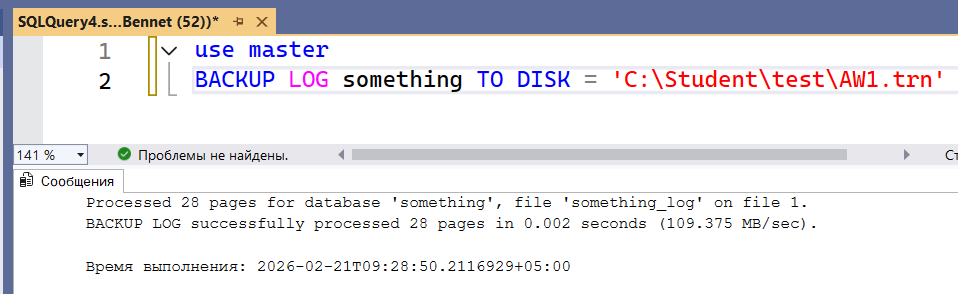 SQLQuery4.s...Bennet (52))*
1 use master
2 BACKUP LOG something TO DISK = 'C:\Student\test\AW1.trn'
141 % Проблемы не найдены. Ст
Сообщения
Processed 28 pages for database 'something', file 'something_log' on file 1.
BACKUP LOG successfully processed 28 pages in 0.002 seconds (109.375 MB/sec).
Время выполнения: 2026-02-21T09:28:50.2116929+05:00